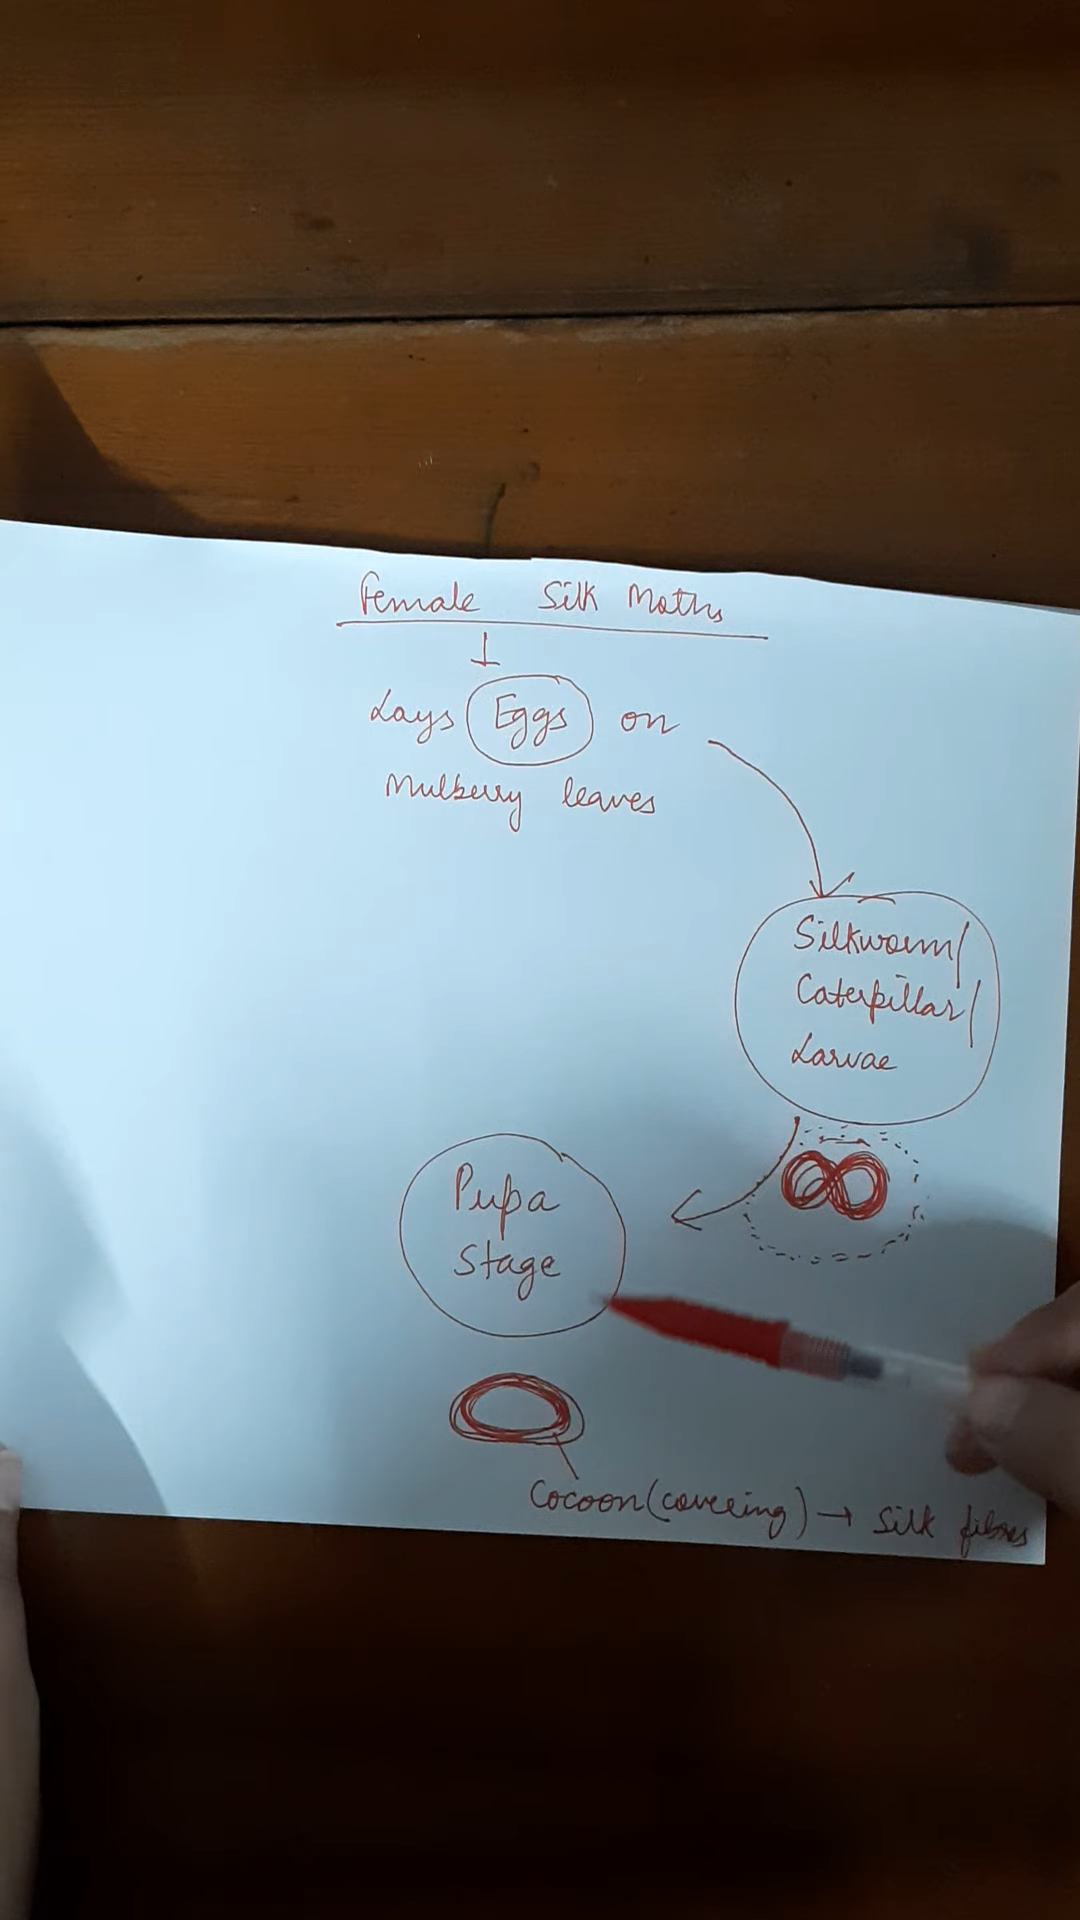 Female Silk Moths
Lays Eggs on
Mulberry leaves
Silkworm/
Caterpillar/
Larvae
Pupa
Stage
Cocoon (covering) → Silk fibres